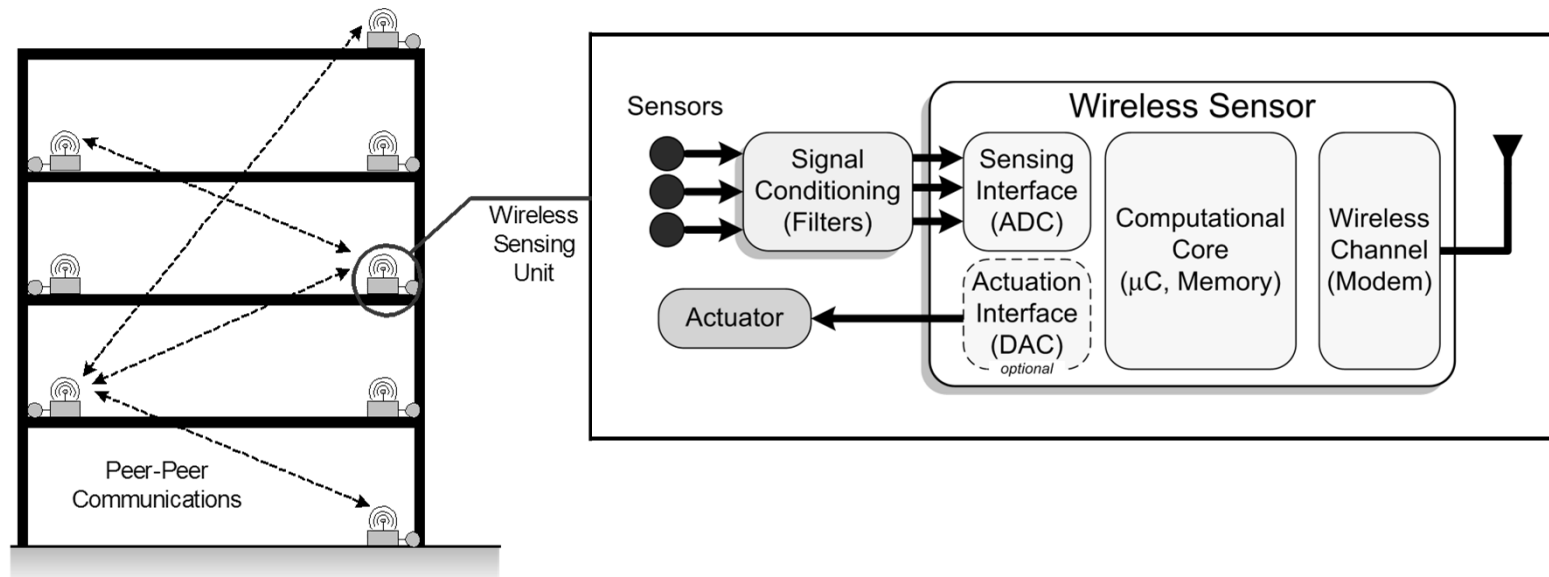 Peer-Peer
Communications
Wireless
Sensing
Unit
Sensors
Signal
Conditioning
(Filters)
Actuator
Wireless Sensor
Sensing
Interface
(ADC)
Actuation
Interface
(DAC)
optional
Computational
Core
(μC, Memory)
Wireless
Channel
(Modem)